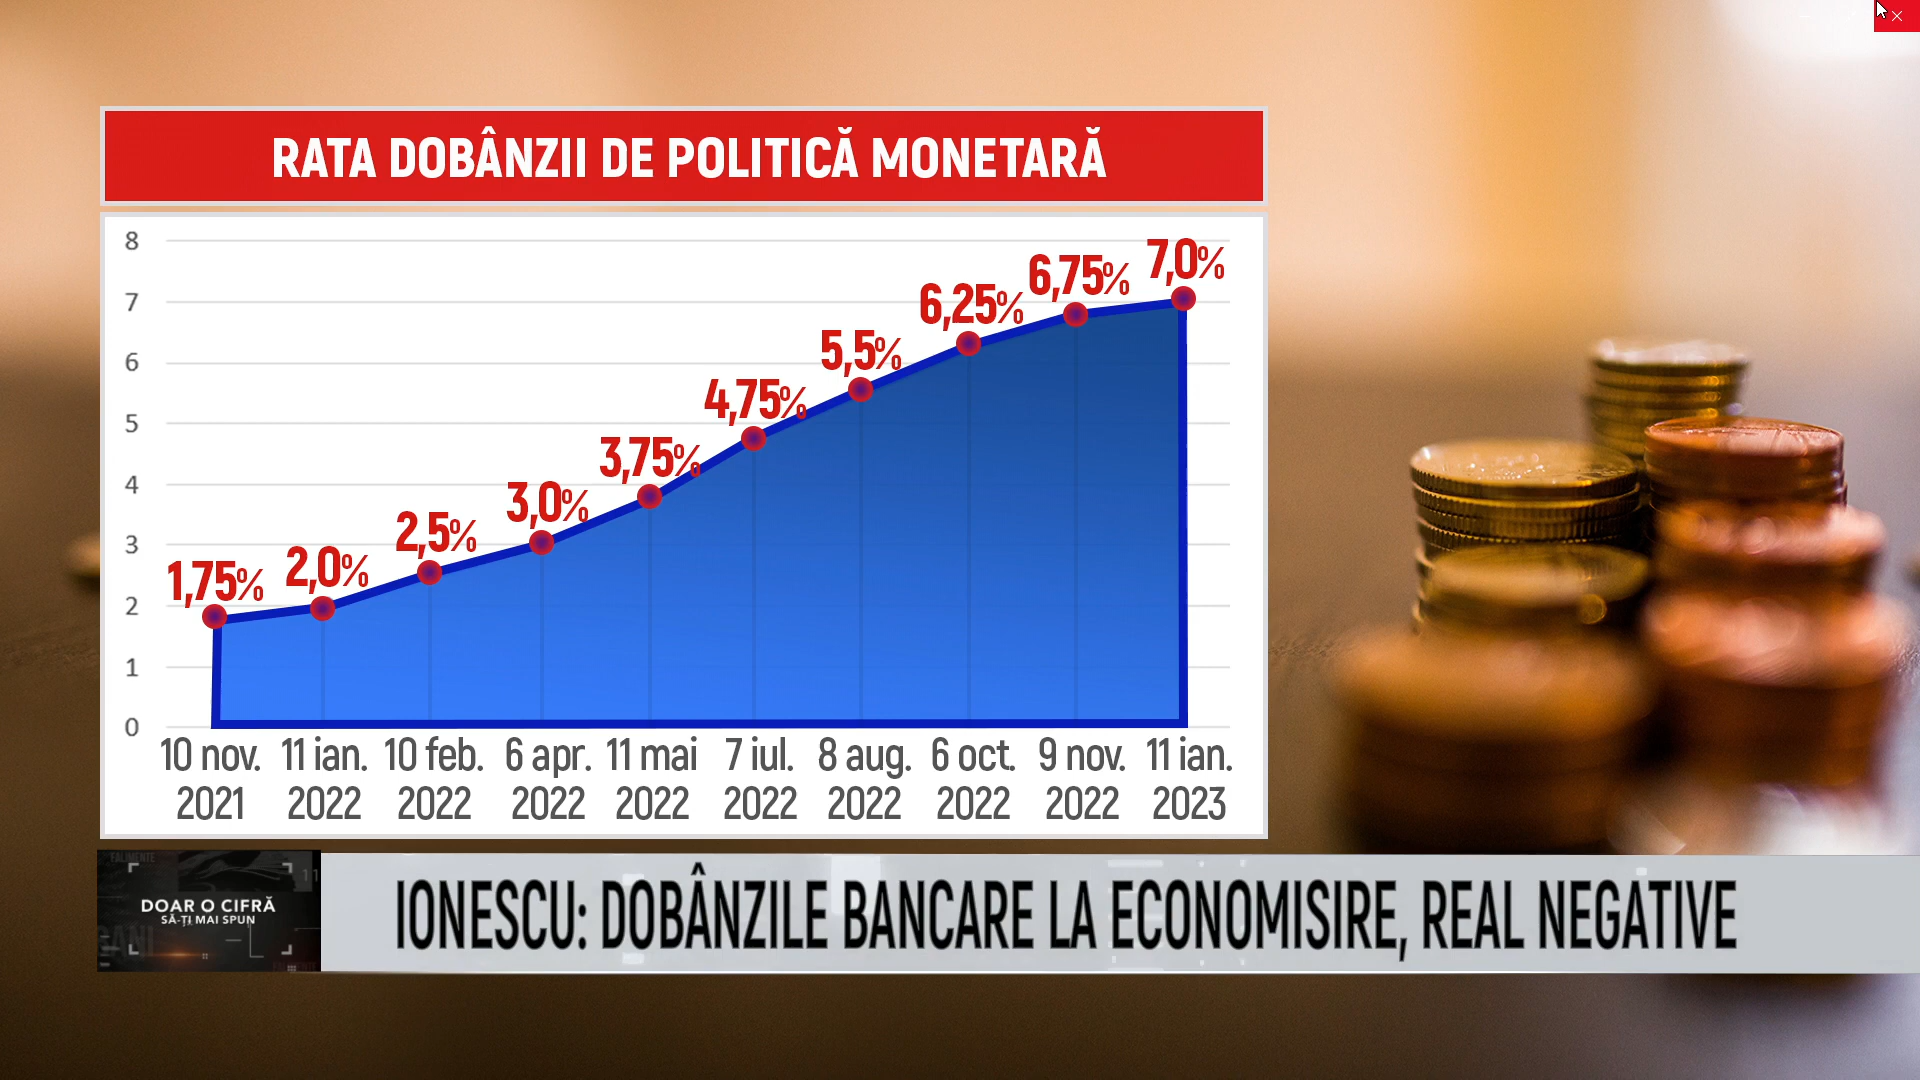 RATA DOBÂNZII DE POLITICĂ MONETARĂ
8
7
6
5
4
3
2
1
0
1,75%
2,0%
2,5%
3,0%
3,75%
4,75%
5,5%
6,25%
6,75%
7,0%
10 nov. 11 ian. 10 feb. 6 apr. 11 mai 7 iul. 8 aug. 6 oct. 9 nov. 11 ian.
2021 2022 2022 2022 2022 2022 2022 2022 2022 2023
FALIMENTE
DOAR O CIFRĂ
SĂ-ȚI MAI SPUN
IONESCU: DOBÂNZILE BANCARE LA ECONOMISIRE, REAL NEGATIVE